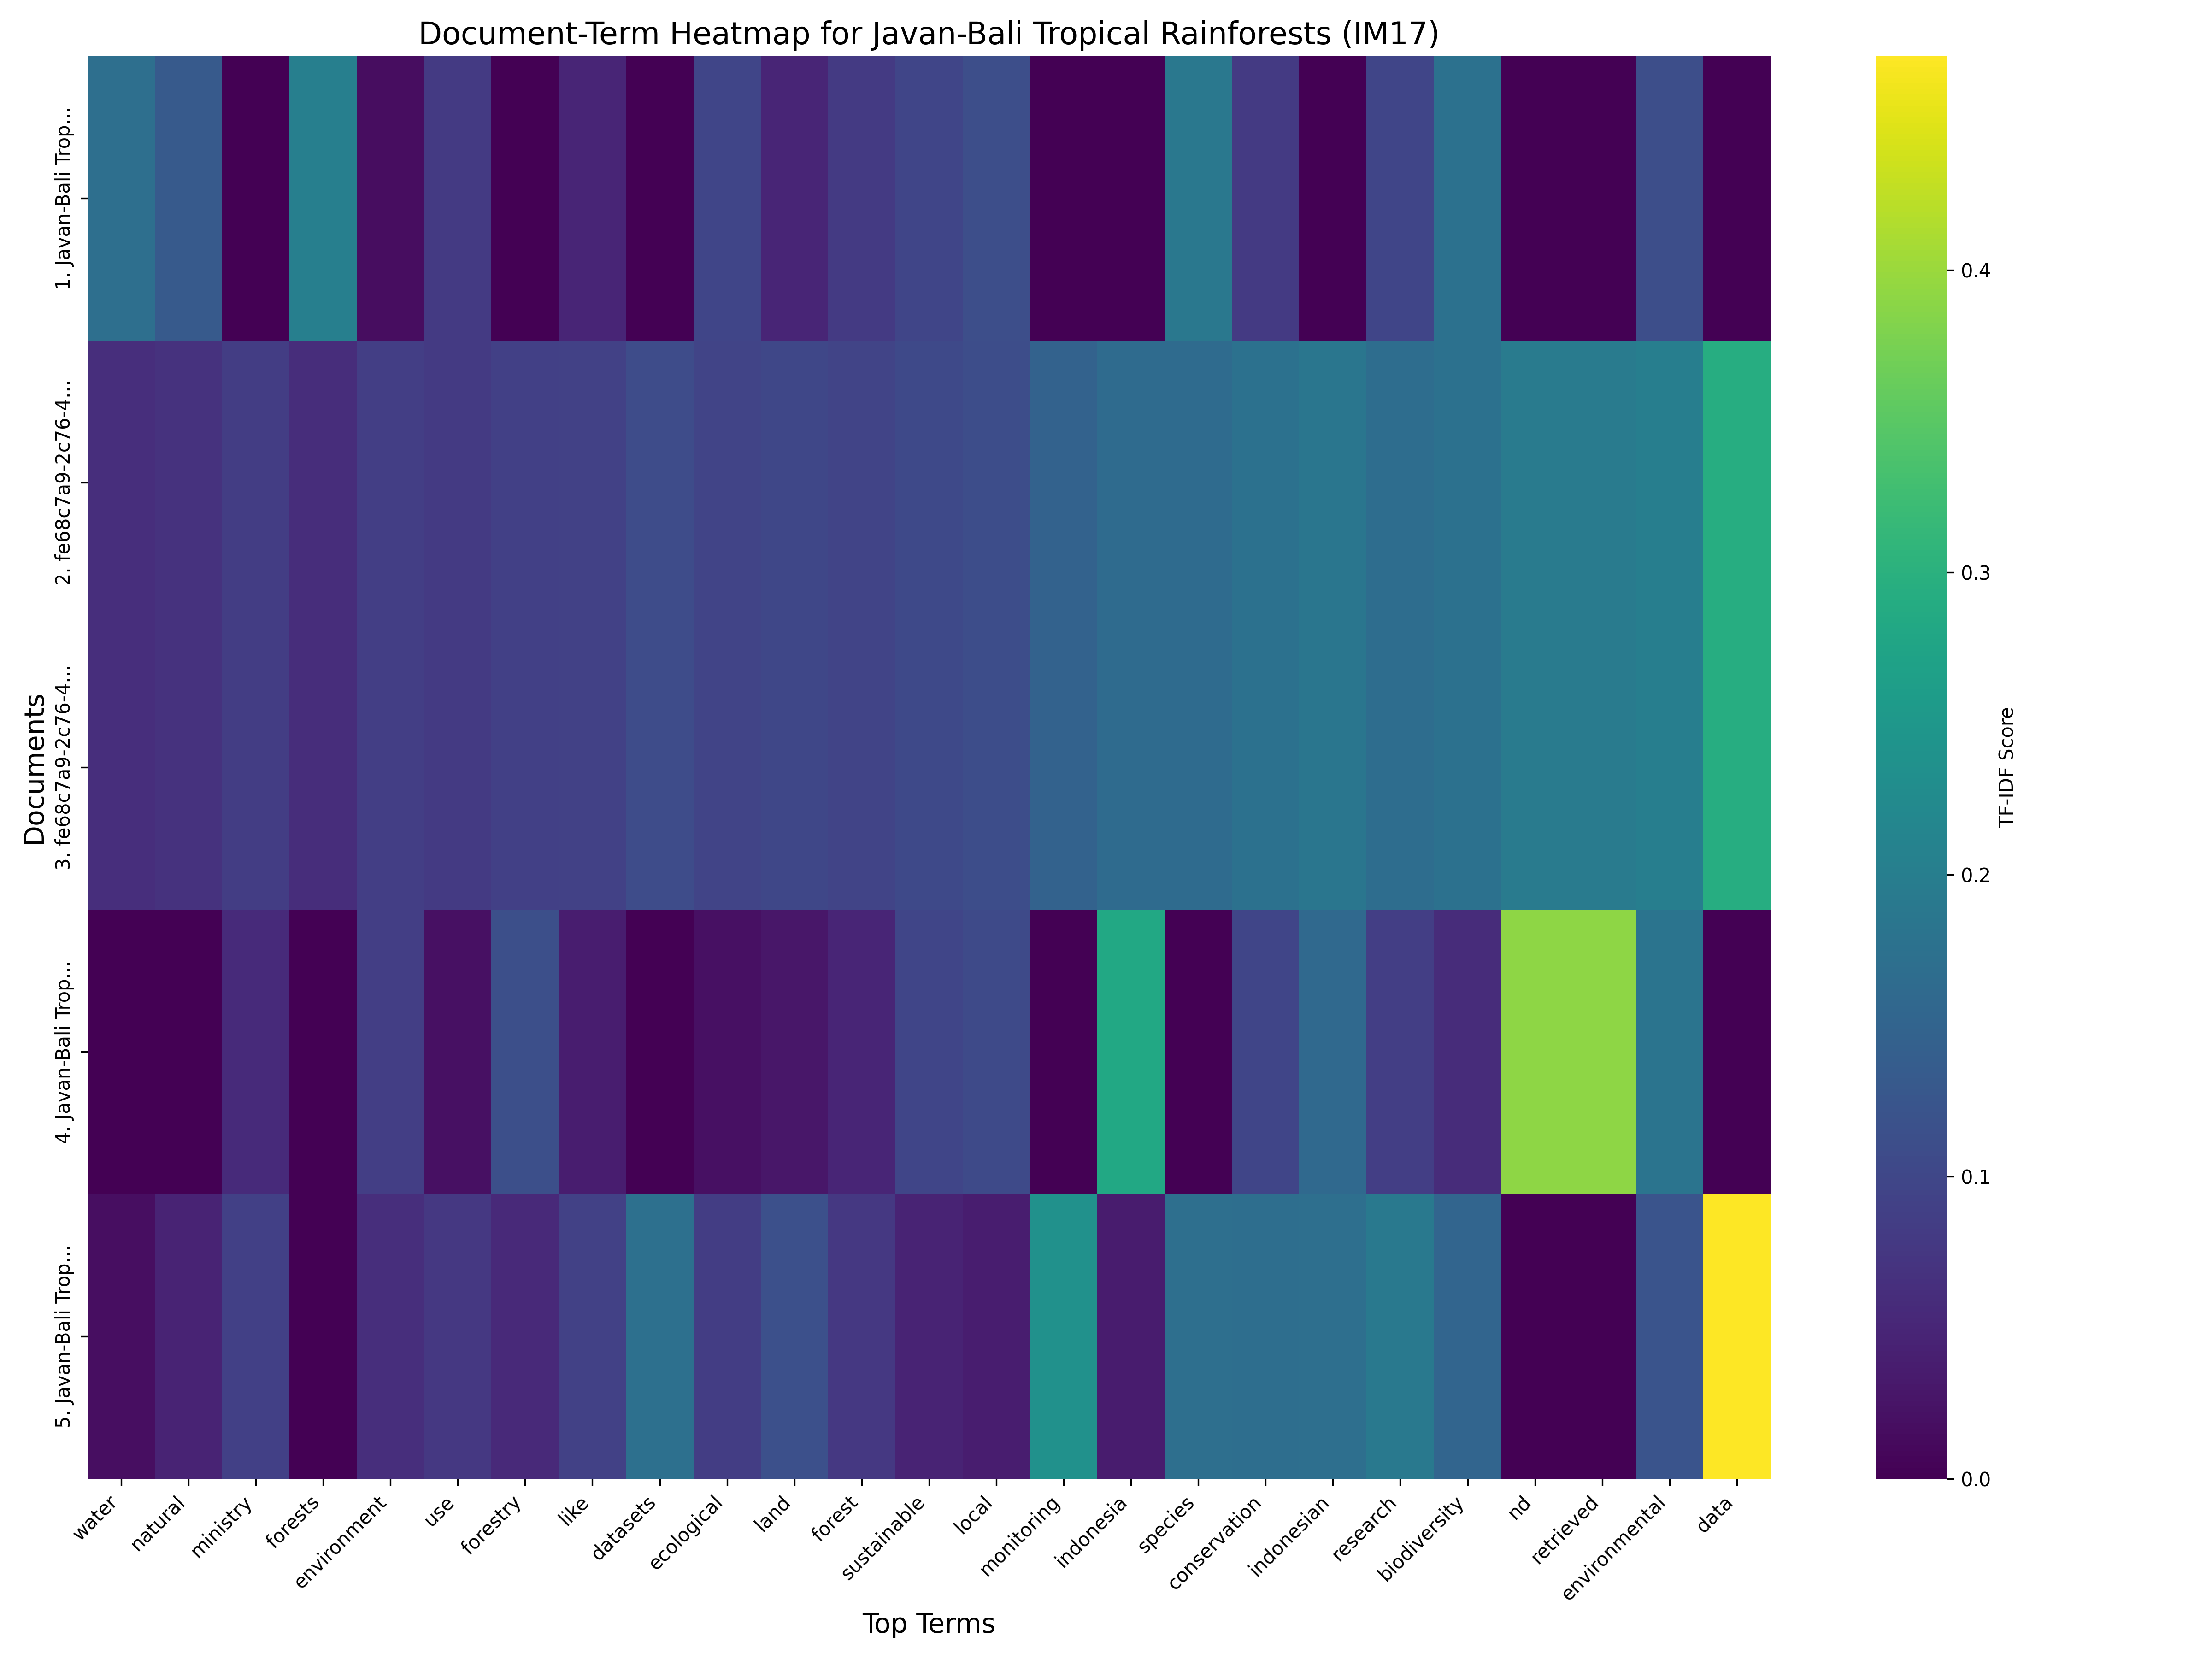 Document-Term Heatmap for Javan-Bali Tropical Rainforests (IM17)
Documents
1. Javan-Bali Trop...
2. fe68c7a9-2c76-4...
3. fe68c7a9-2c76-4...
4. Javan-Bali Trop...
5. Javan-Bali Trop...
water
natural
ministry
forests
environment
use
forestry
like
datasets
ecological
land
forest
sustainable
local
monitoring
indonesia
species
conservation
indonesian
research
biodiversity
nd
retrieved
environmental
data
Top Terms
0.4
0.3
0.2
0.1
0.0
TF-IDF Score